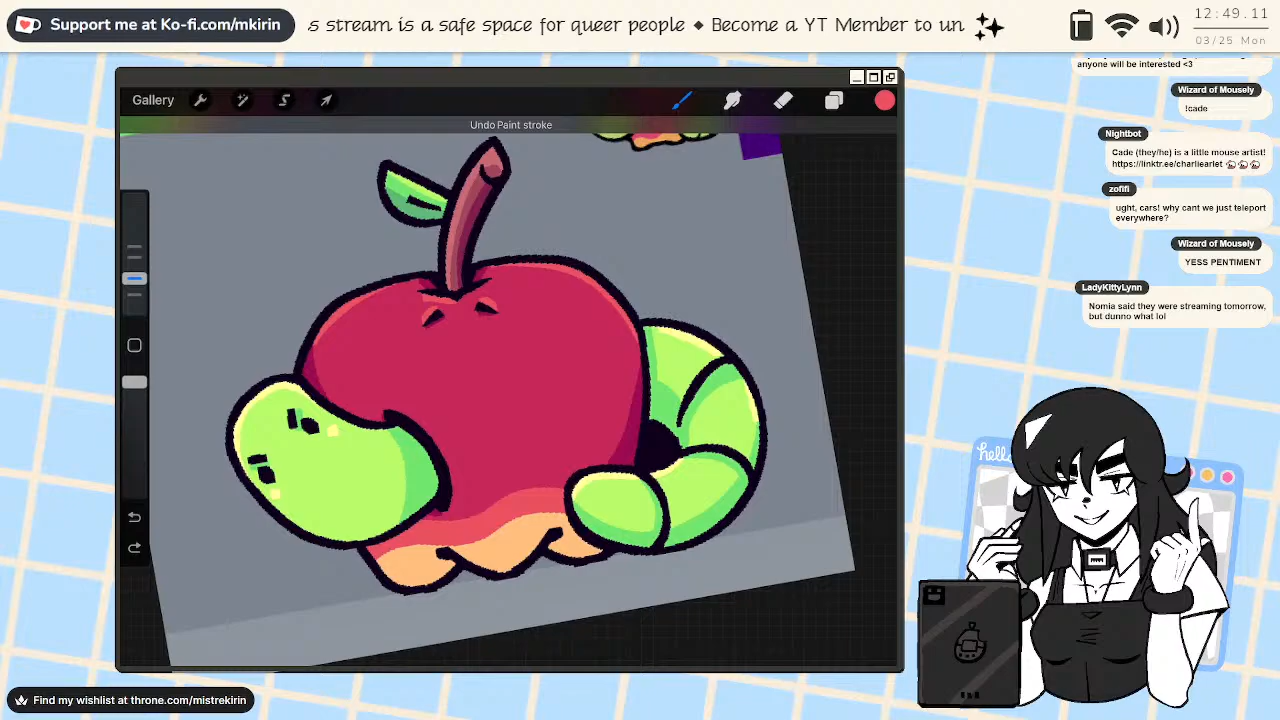 Support me at Ko-fi.com/mkirin
s stream is a safe space for queer people ◆ Become a YT Member to un
12:49.11
03/25 Mon
anyone will be interested <3
Wizard of Mousely
!cade
Nightbot
Cade (they/he) is a little mouse artist!
https://linktr.ee/charliearlet
zofifi
ught, cars! why cant we just teleport
everywhere?
Wizard of Mousely
YESS PENTIMENT
LadyKittyLynn
Nomia said they were streaming tomorrow,
but dunno what lol
Gallery
Undo Paint stroke
hello
Find my wishlist at throne.com/mistrekirin